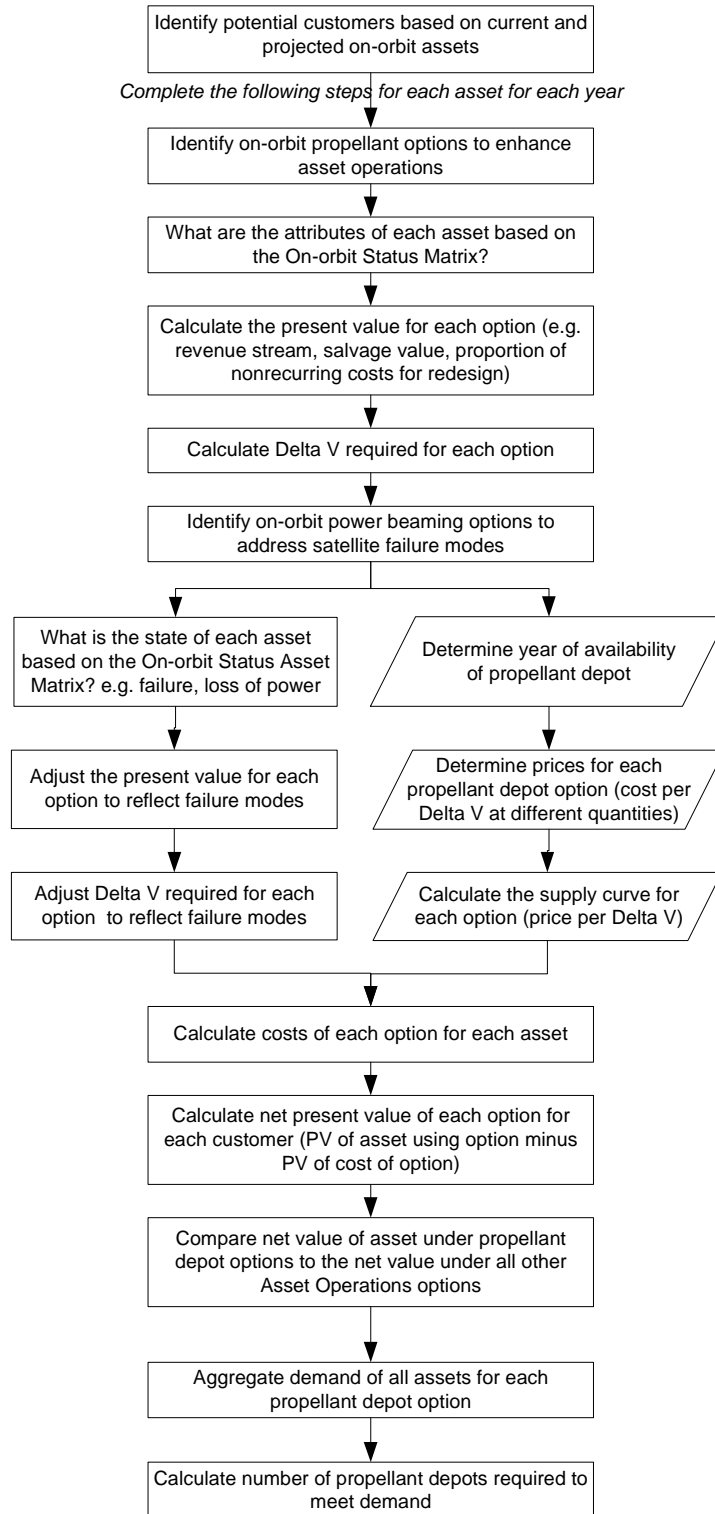 Identify potential customers based on current and
projected on-orbit assets
Complete the following steps for each asset for each year
Identify on-orbit propellant options to enhance
asset operations
What are the attributes of each asset based on
the On-orbit Status Matrix?
Calculate the present value for each option (e.g.
revenue stream, salvage value, proportion of
nonrecurring costs for redesign)
Calculate Delta V required for each option
Identify on-orbit power beaming options to
address satellite failure modes
What is the state of each asset
based on the On-orbit Status Asset
Matrix? e.g. failure, loss of power
Adjust the present value for each
option to reflect failure modes
Adjust Delta V required for each
option to reflect failure modes
Determine year of availability
of propellant depot
Determine prices for each
propellant depot option (cost per
Delta V at different quantities)
Calculate the supply curve for
each option (price per Delta V)
Calculate costs of each option for each asset
Calculate net present value of each option for
each customer (PV of asset using option minus
PV of cost of option)
Compare net value of asset under propellant
depot options to the net value under all other
Asset Operations options
Aggregate demand of all assets for each
propellant depot option
Calculate number of propellant depots required to
meet demand